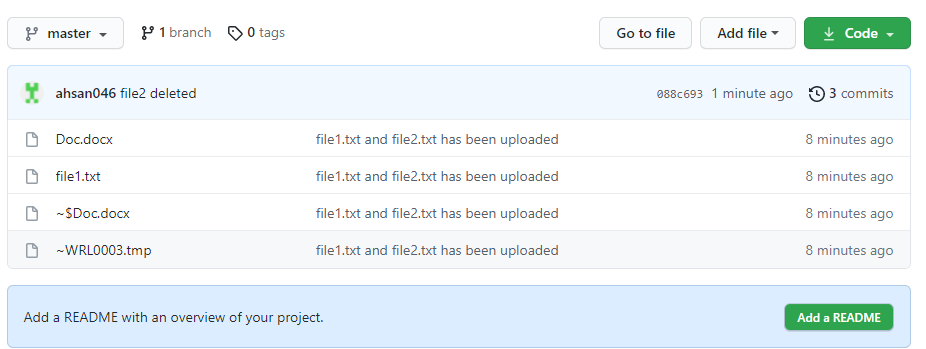 master 1 branch 0 tags Go to file Add file Code
ahsan046 file2 deleted 088c693 1 minute ago 3 commits
Doc.docx file1.txt and file2.txt has been uploaded 8 minutes ago
file1.txt file1.txt and file2.txt has been uploaded 8 minutes ago
~$Doc.docx file1.txt and file2.txt has been uploaded 8 minutes ago
~WRL0003.tmp file1.txt and file2.txt has been uploaded 8 minutes ago
Add a README with an overview of your project. Add a README